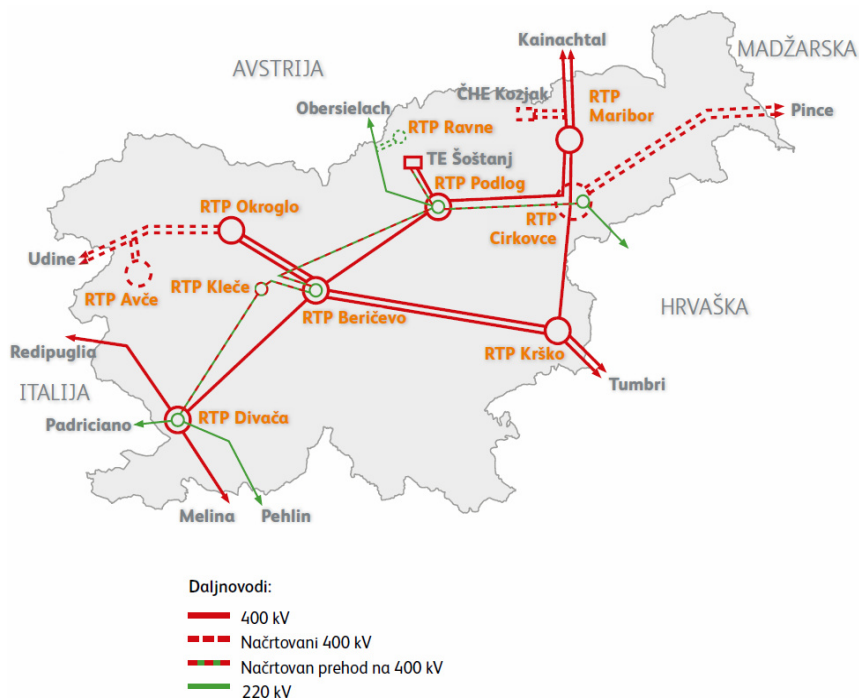 Kainachtal
MADŽARSKA
AVSTRIJA
ČHE Kozjak
RTP
Maribor
Obersielach
Pince
RTP Ravne
TE Šoštanj
RTP Podlog
RTP Okroglo
RTP
Cirkovce
Udine
RTP Avče
RTP Kleče
RTP Beričevo
HRVAŠKA
Redipuglia
RTP Krško
ITALIJA
Tumbri
Padriciano
RTP Divača
Melina
Pehlin
Daljnovodi:
400 kV
Načrtovani 400 kV
Načrtovan prehod na 400 kV
220 kV